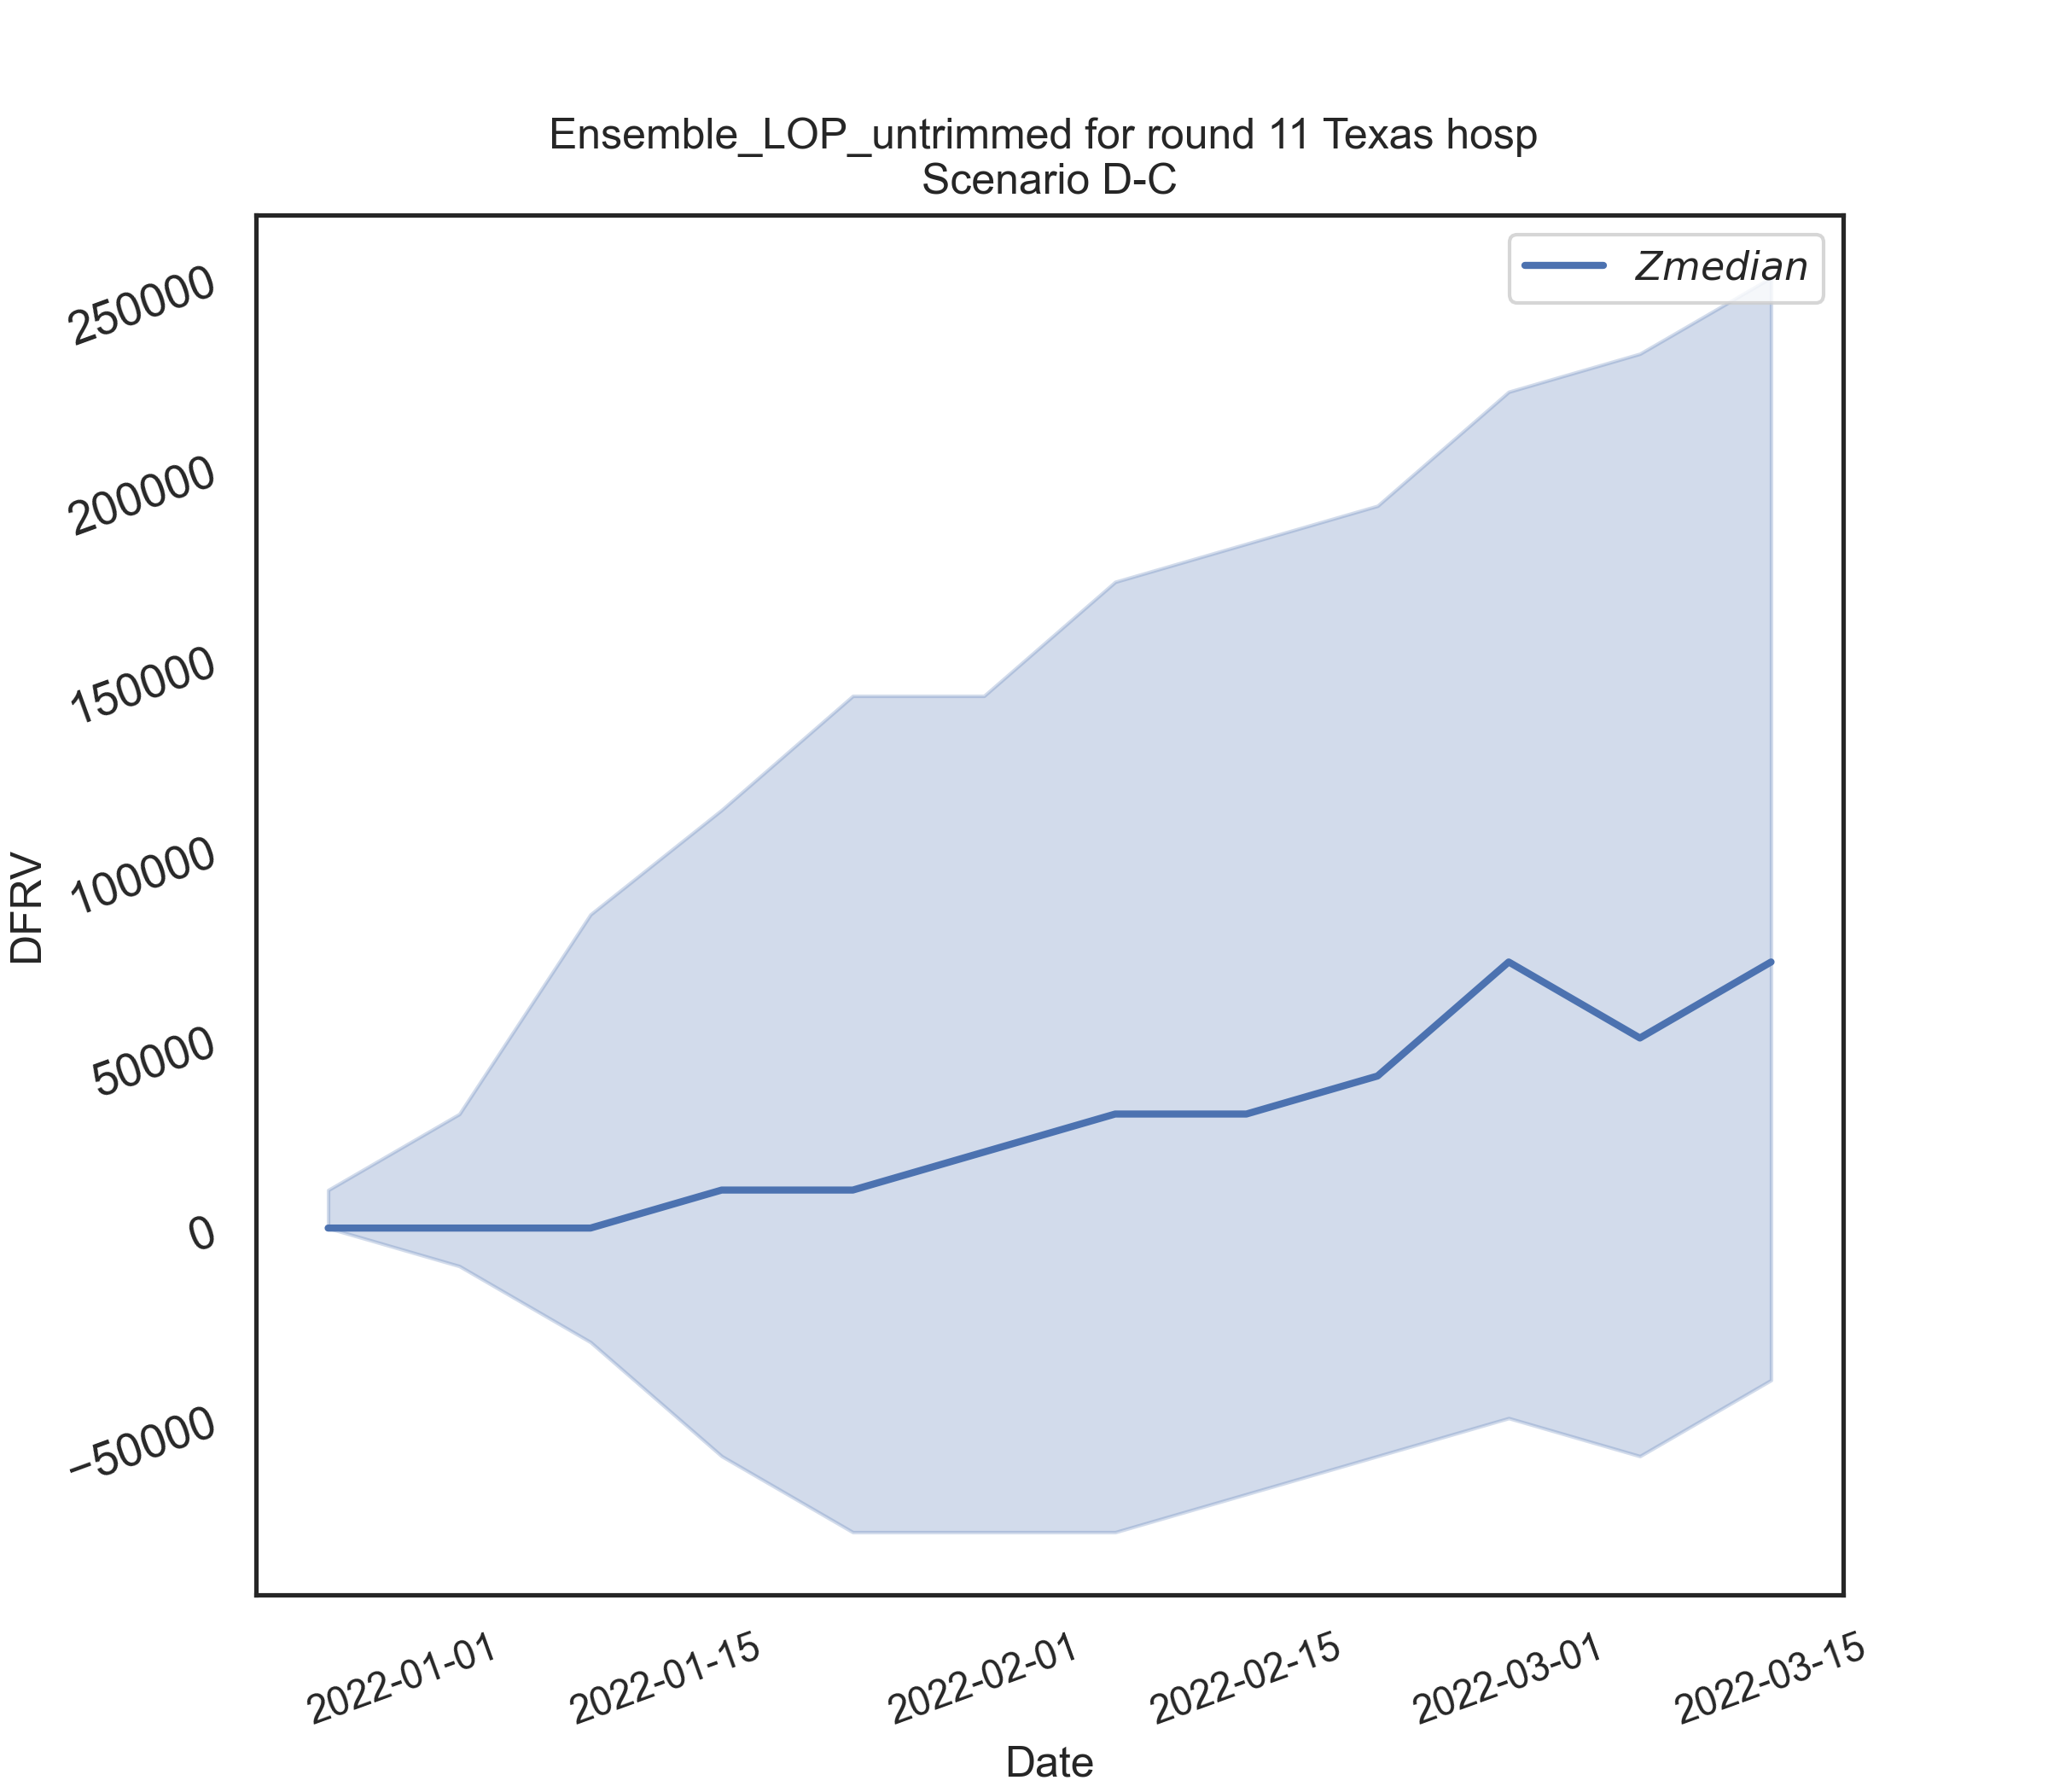 Ensemble_LOP_untrimmed for round 11 Texas hosp
Scenario D-C
Zmedian
250000
200000
150000
100000
50000
0
−50000
DFRV
2022-01-01
2022-01-15
2022-02-01
2022-02-15
2022-03-01
2022-03-15
Date